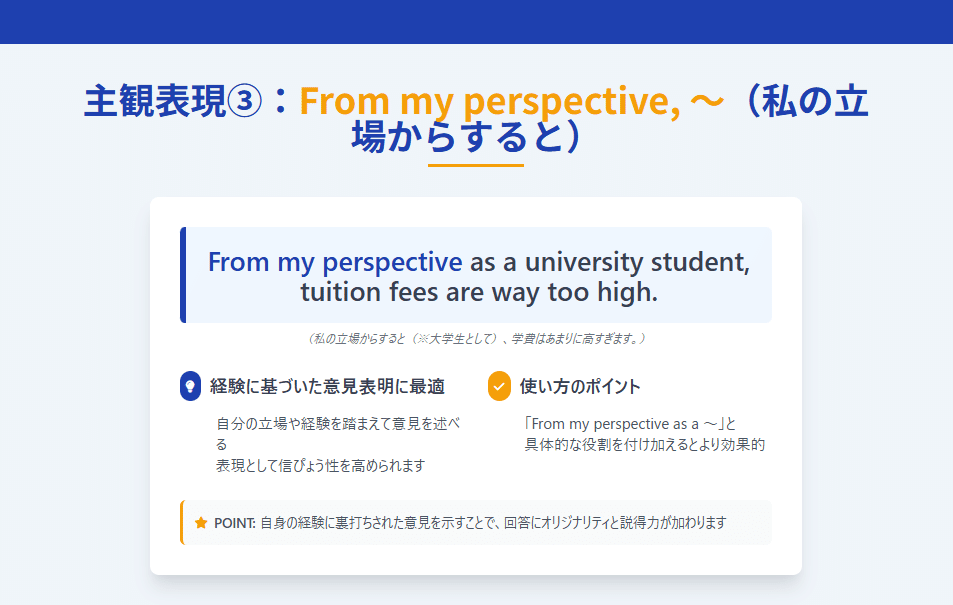 主観表現③：From my perspective, ～（私の立
場からすると）
From my perspective as a university student,
tuition fees are way too high.
（私の立場からすると（※大学生として）、学費はあまりに高すぎます。）
経験に基づいた意見表明に最適
自分の立場や経験を踏まえて意見を述べ
る
表現として信ぴょう性を高められます
使い方のポイント
「From my perspective as a ～」と
具体的な役割を付け加えるとより効果的
POINT: 自身の経験に裏打ちされた意見を示すことで、回答にオリジナリティと説得力が加わります